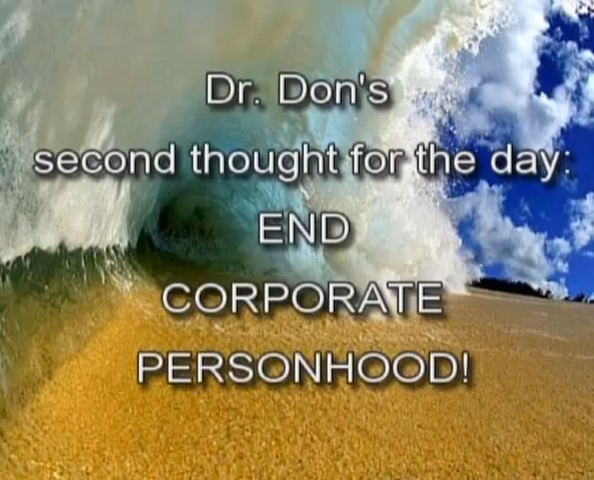 Dr. Don's
second thought for the day:
END
CORPORATE
PERSONHOOD!